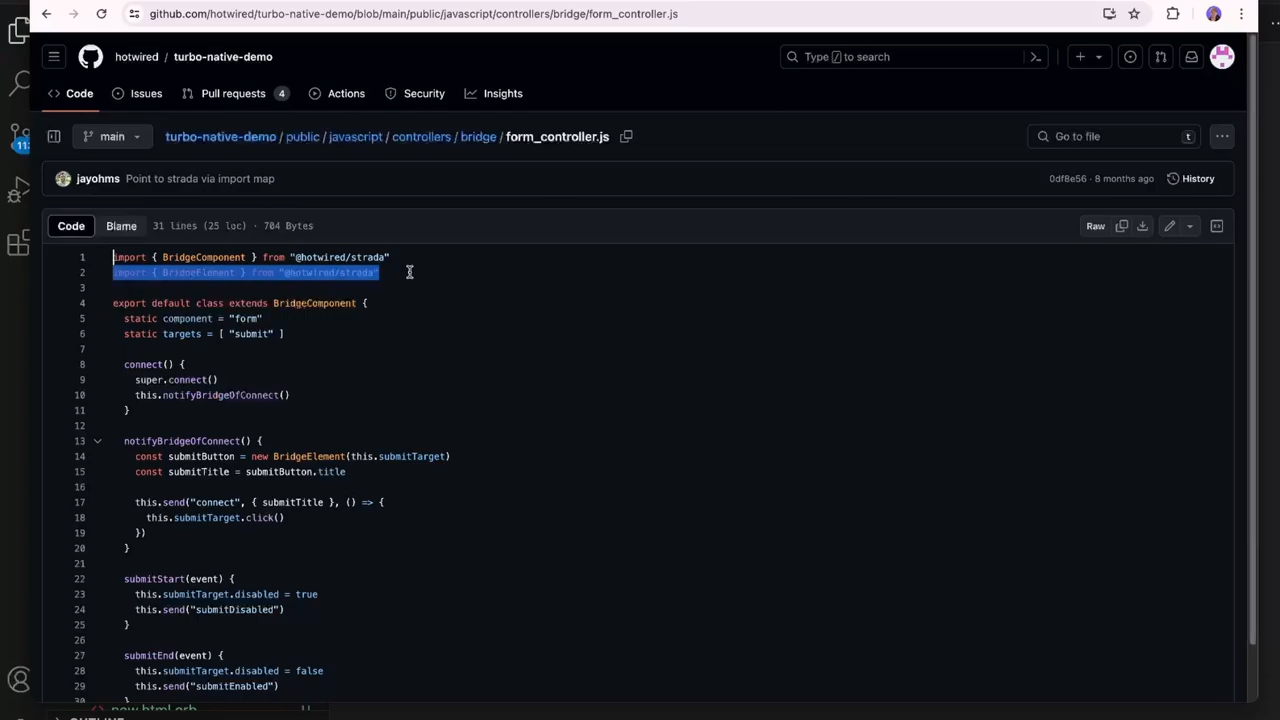 github.com/hotwired/turbo-native-demo/blob/main/public/javascript/controllers/bridge/form_controller.js
hotwired / turbo-native-demo
Type / to search
Code
Issues
Pull requests 4
Actions
Security
Insights
main
turbo-native-demo / public / javascript / controllers / bridge / form_controller.js
Go to file t
jayohms Point to strada via import map
0df8e56 · 8 months ago
History
Code Blame 31 lines (25 loc) · 704 Bytes
Raw
1 import { BridgeComponent } from "@hotwired/strada"
2 import { BridgeElement } from "@hotwired/strada"
3
4 export default class extends BridgeComponent {
5 static component = "form"
6 static targets = [ "submit" ]
7
8 connect() {
9 super.connect()
10 this.notifyBridgeOfConnect()
11 }
12
13 notifyBridgeOfConnect() {
14 const submitButton = new BridgeElement(this.submitTarget)
15 const submitTitle = submitButton.title
16
17 this.send("connect", { submitTitle }, () => {
18 this.submitTarget.click()
19 })
20 }
21
22 submitStart(event) {
23 this.submitTarget.disabled = true
24 this.send("submitDisabled")
25 }
26
27 submitEnd(event) {
28 this.submitTarget.disabled = false
29 this.send("submitEnabled")
30 }
new.html.erb
OUTLINE